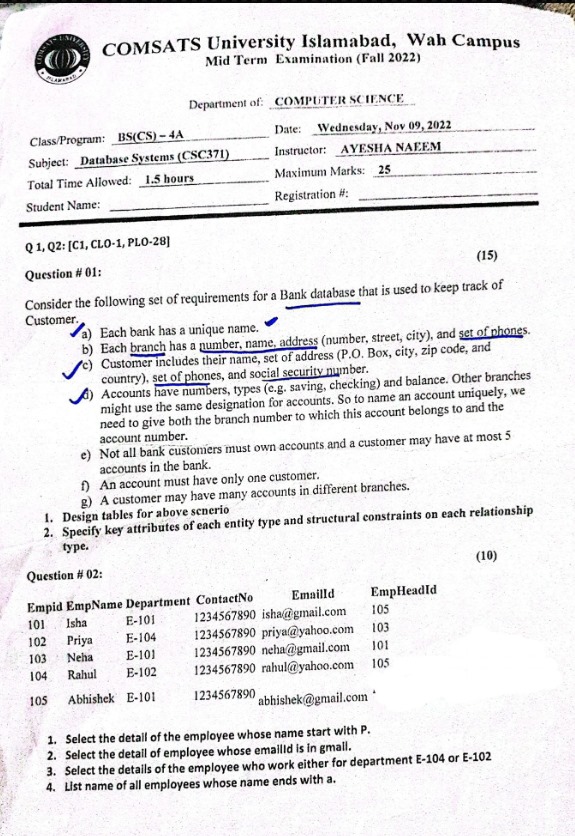 COMSATS University Islamabad, Wah Campus
Mid Term Examination (Fall 2022)
Department of: COMPUTER SCIENCE
Class/Program: BS(CS) – 4A Date: Wednesday, Nov 09, 2022
Subject: Database Systems (CSC371) Instructor: AYESHA NAEEM
Total Time Allowed: 1.5 hours Maximum Marks: 25
Student Name: Registration #:
Q 1, Q2: [C1, CLO-1, PLO-28]
(15)
Question # 01:
Consider the following set of requirements for a Bank database that is used to keep track of
Customer.
a) Each bank has a unique name.
b) Each branch has a number, name, address (number, street, city), and set of phones.
c) Customer includes their name, set of address (P.O. Box, city, zip code, and
country), set of phones, and social security number.
d) Accounts have numbers, types (e.g. saving, checking) and balance. Other branches
might use the same designation for accounts. So to name an account uniquely, we
need to give both the branch number to which this account belongs to and the
account number.
e) Not all bank customers must own accounts and a customer may have at most 5
accounts in the bank.
f) An account must have only one customer.
g) A customer may have many accounts in different branches.
1. Design tables for above scnerio
2. Specify key attributes of each entity type and structural constraints on each relationship
type.
(10)
Question # 02:
Empid EmpName Department ContactNo EmailId EmpHeadId
101 Isha E-101 1234567890 isha@gmail.com 105
102 Priya E-104 1234567890 priya@yahoo.com 103
103 Neha E-101 1234567890 neha@gmail.com 101
104 Rahul E-102 1234567890 rahul@yahoo.com 105
105 Abhishek E-101 1234567890 abhishek@gmail.com
1. Select the detail of the employee whose name start with P.
2. Select the detail of employee whose emailId is in gmail.
3. Select the details of the employee who work either for department E-104 or E-102
4. List name of all employees whose name ends with a.